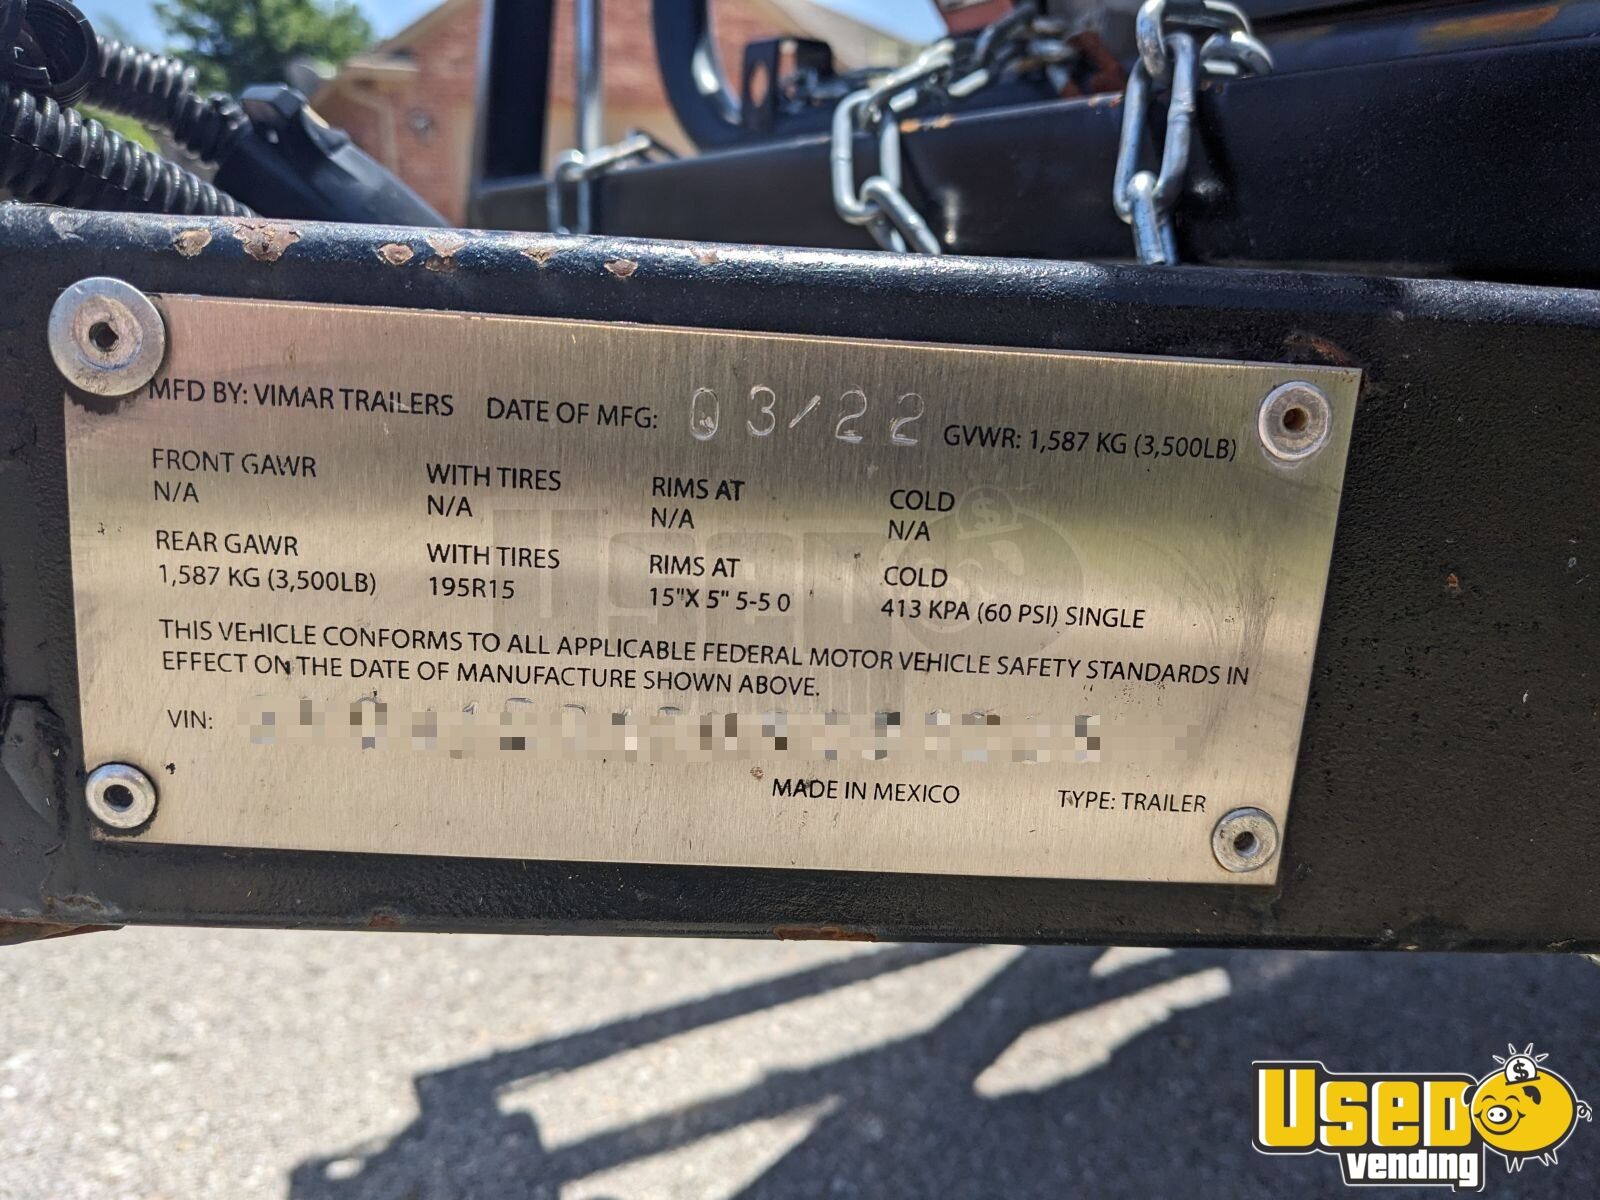 MFD BY: VIMAR TRAILERS DATE OF MFG: 03/22 GVWR: 1,587 KG (3,500LB)
FRONT GAWR WITH TIRES RIMS AT COLD
N/A N/A N/A N/A
REAR GAWR WITH TIRES RIMS AT COLD
1,587 KG (3,500LB) 195R15 15"X 5" 5-5 0 413 KPA (60 PSI) SINGLE
THIS VEHICLE CONFORMS TO ALL APPLICABLE FEDERAL MOTOR VEHICLE SAFETY STANDARDS IN
EFFECT ON THE DATE OF MANUFACTURE SHOWN ABOVE.
VIN:
MADE IN MEXICO TYPE: TRAILER
USED
vending
$